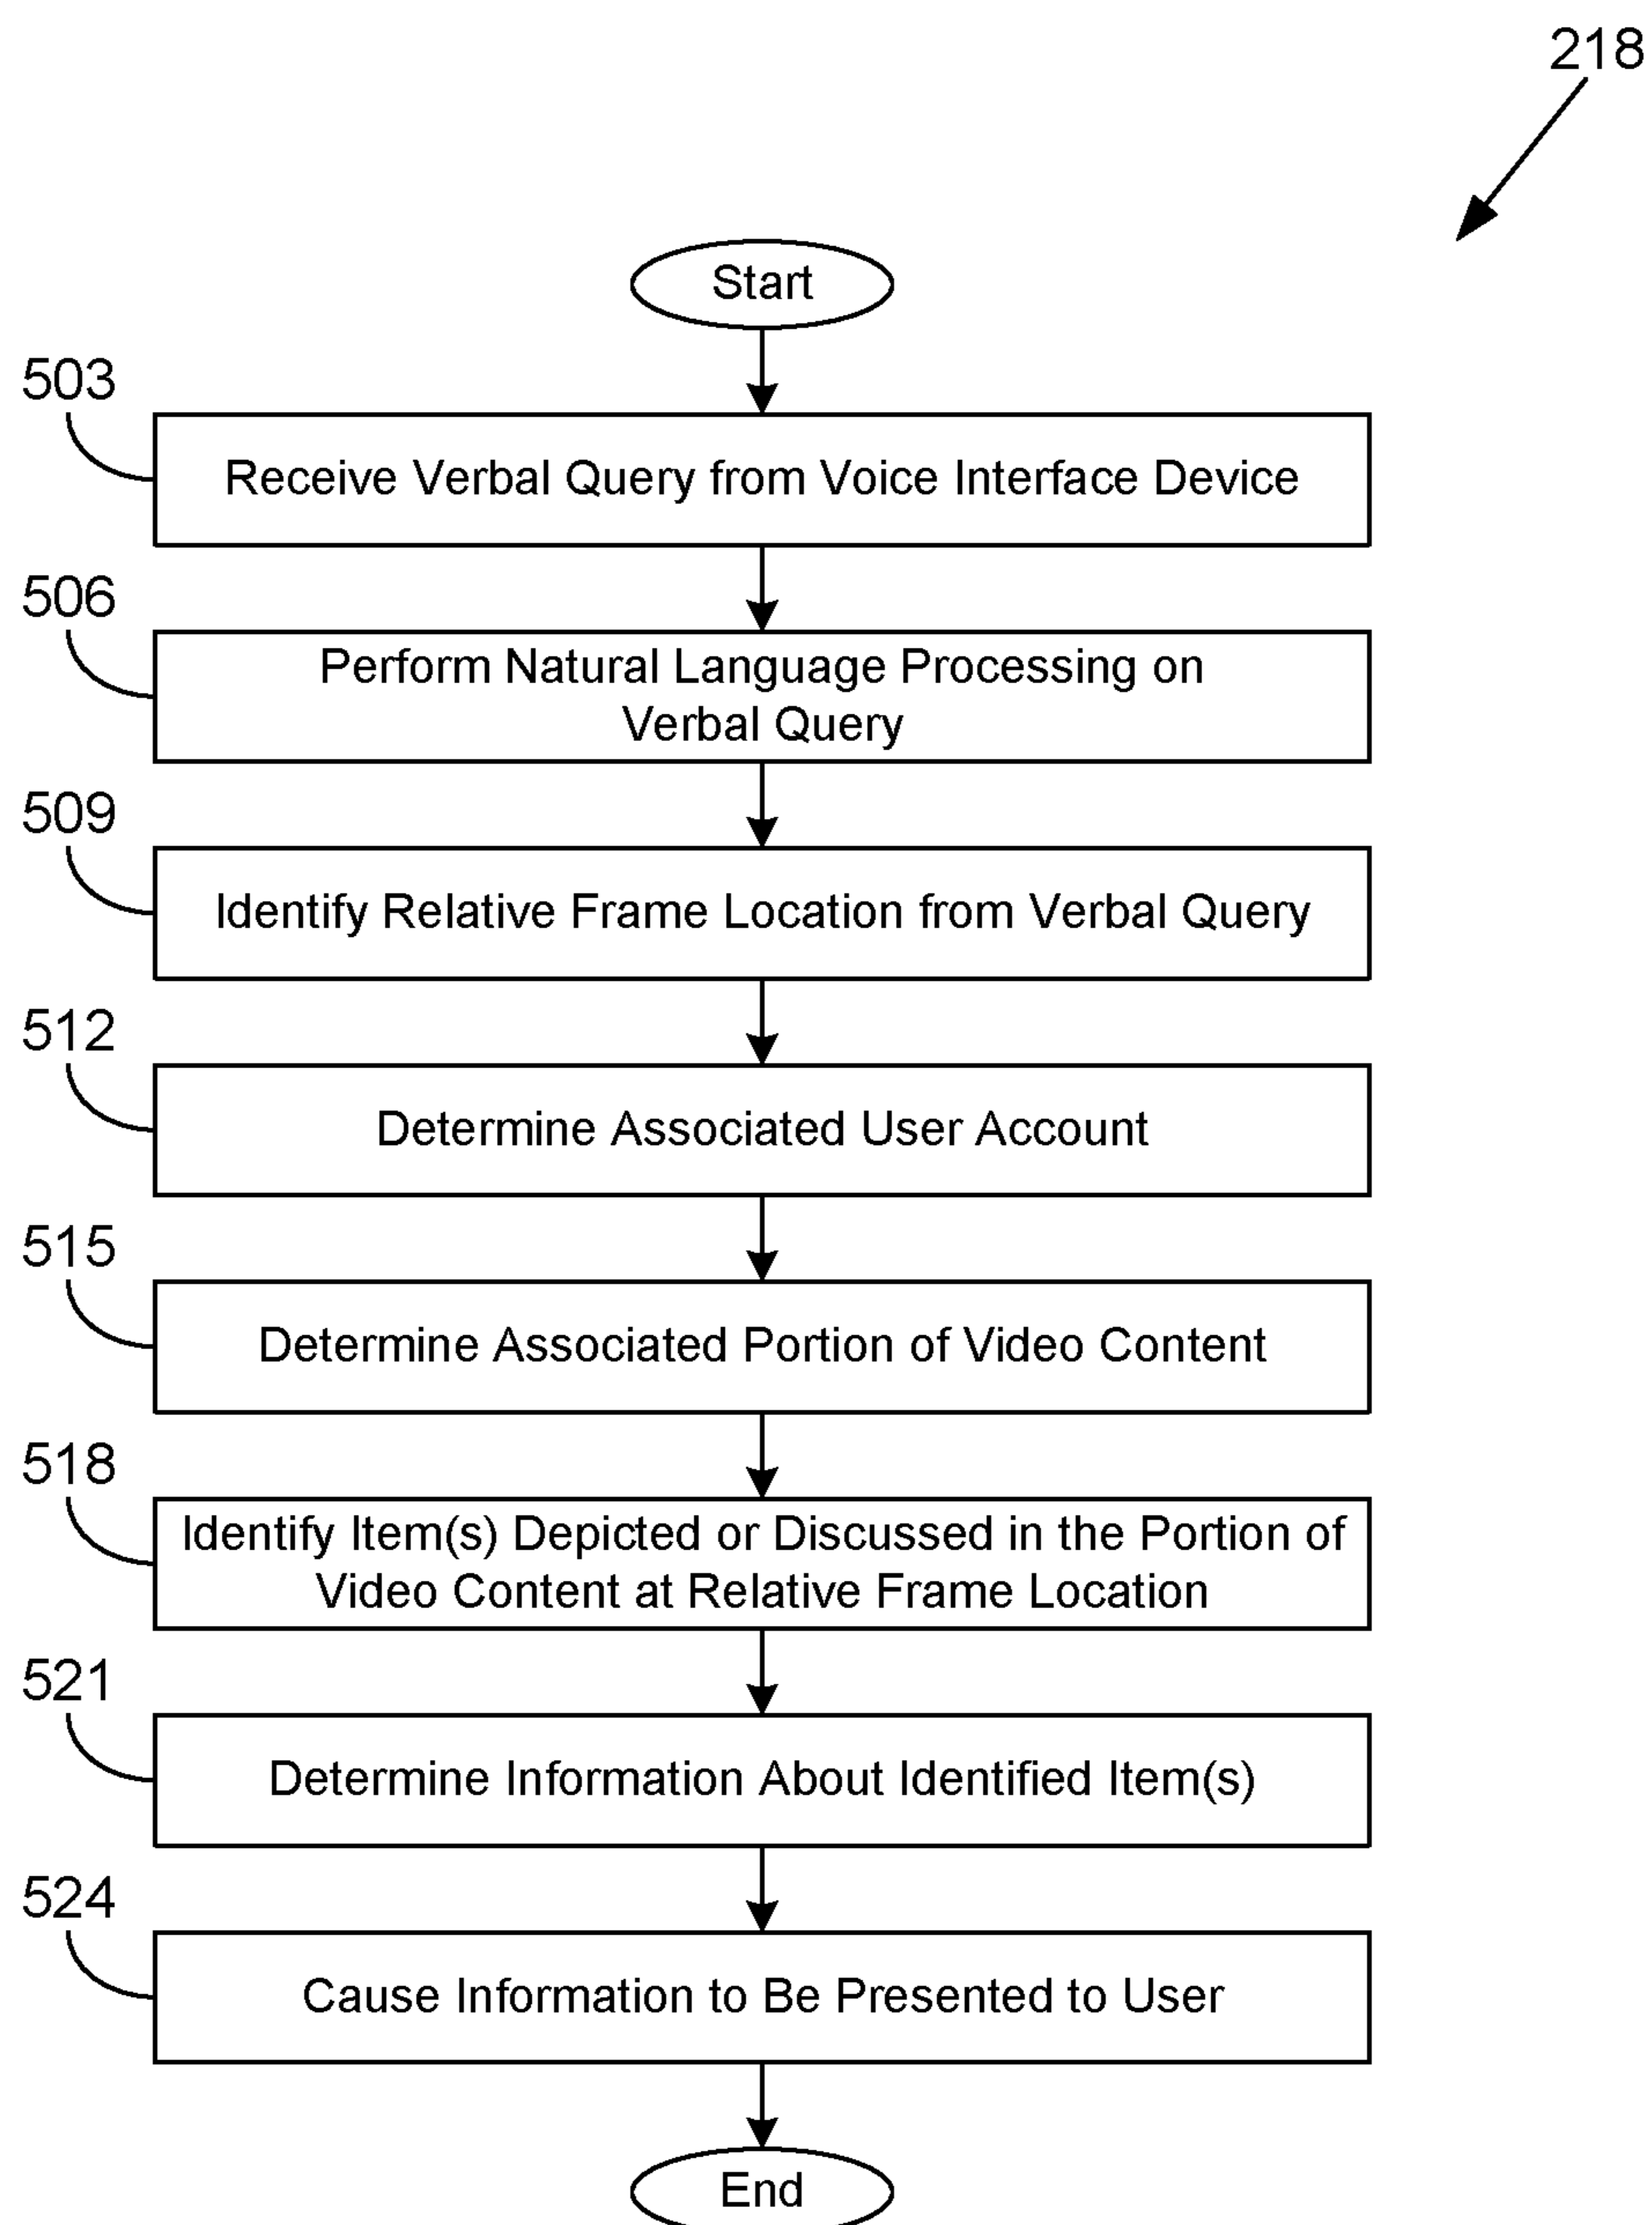 218
Start
503
Receive Verbal Query from Voice Interface Device
506
Perform Natural Language Processing on
Verbal Query
509
Identify Relative Frame Location from Verbal Query
512
Determine Associated User Account
515
Determine Associated Portion of Video Content
518
Identify Item(s) Depicted or Discussed in the Portion of
Video Content at Relative Frame Location
521
Determine Information About Identified Item(s)
524
Cause Information to Be Presented to User
End